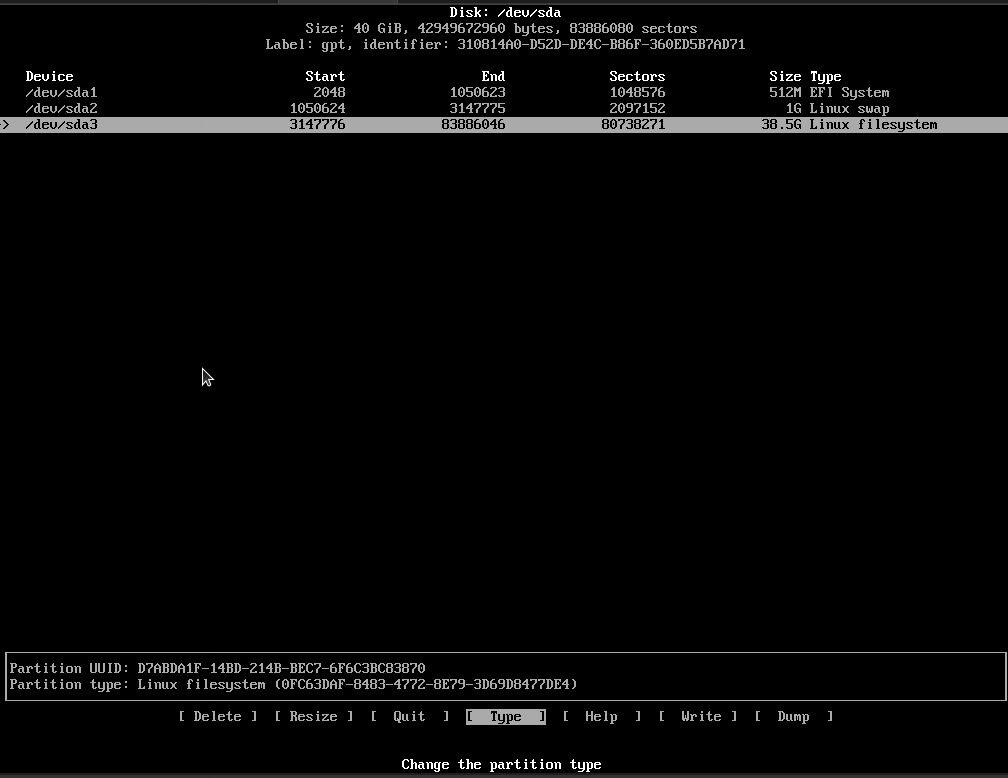 Disk: /dev/sda
Size: 40 GiB, 42949672960 bytes, 83886080 sectors
Label: gpt, identifier: 310814A0-D52D-DE4C-B86F-360ED5B7AD71
Device Start End Sectors Size Type
/dev/sda1 2048 1050623 1048576 512M EFI System
/dev/sda2 1050624 3147775 2097152 1G Linux swap
> /dev/sda3 3147776 83886046 80738271 38.5G Linux filesystem
Partition UUID: D7ABDA1F-14BD-214B-BEC7-6F6C3BC83870
Partition type: Linux filesystem (0FC63DAF-8483-4772-8E79-3D69D8477DE4)
[ Delete ] [ Resize ] [ Quit ] [ Type ] [ Help ] [ Write ] [ Dump ]
Change the partition type